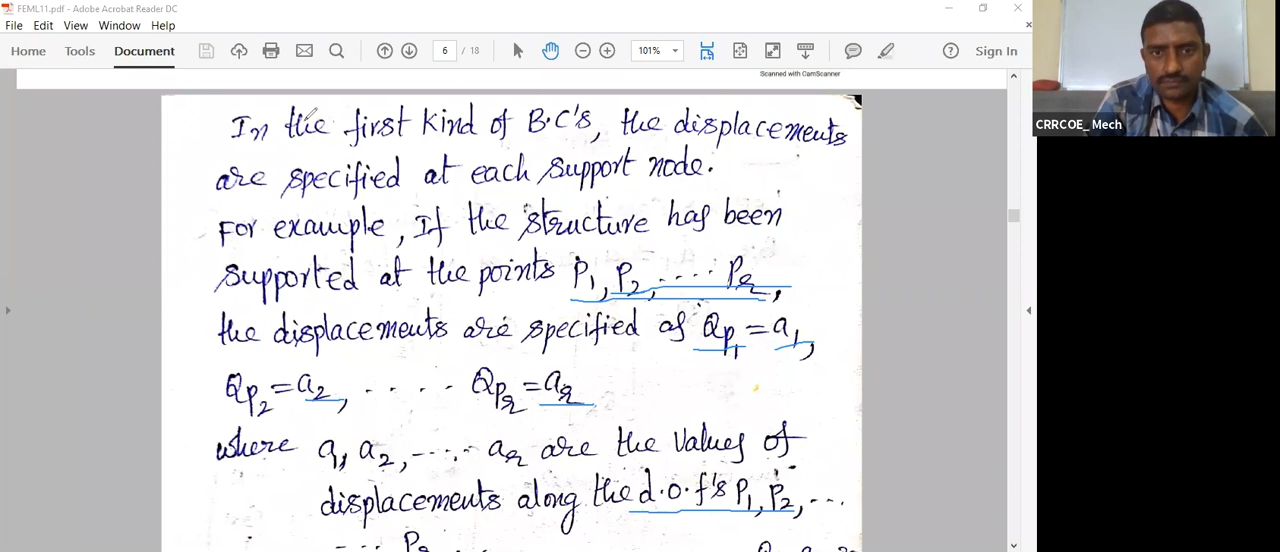 FEML11.pdf - Adobe Acrobat Reader DC
File Edit View Window Help
Home Tools Document 6 / 18 101% Sign In
Scanned with CamScanner
CRRCOE_ Mech
In the first kind of B.C's, the displacements
are specified at each support node.
For example, If the structure has been
supported at the points P1, P2, ..... Pr,
the displacements are specified as Qp1 = a1,
Qp2 = a2, ..... Qpr = ar
where a1, a2, ..... ar are the values of
displacements along the d.o.f's P1, P2, ...